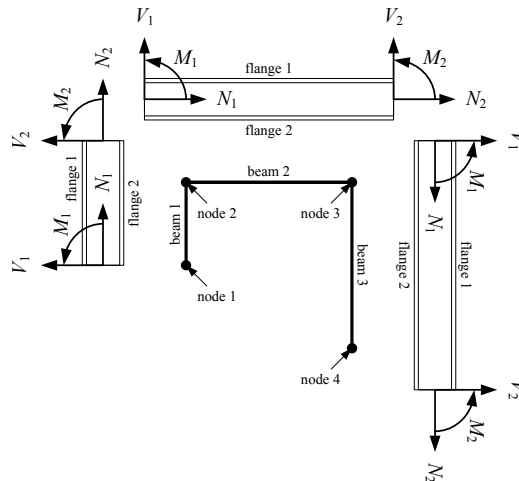 V1
V2
N2
M1
M2
flange 1
M2
N1
N2
flange 2
V2
V1
flange 1
N1
beam 2
M1
flange 2
node 2
node 3
N1
M1
beam 1
flange 2
flange 1
V1
node 1
beam 3
node 4
V2
M2
N2